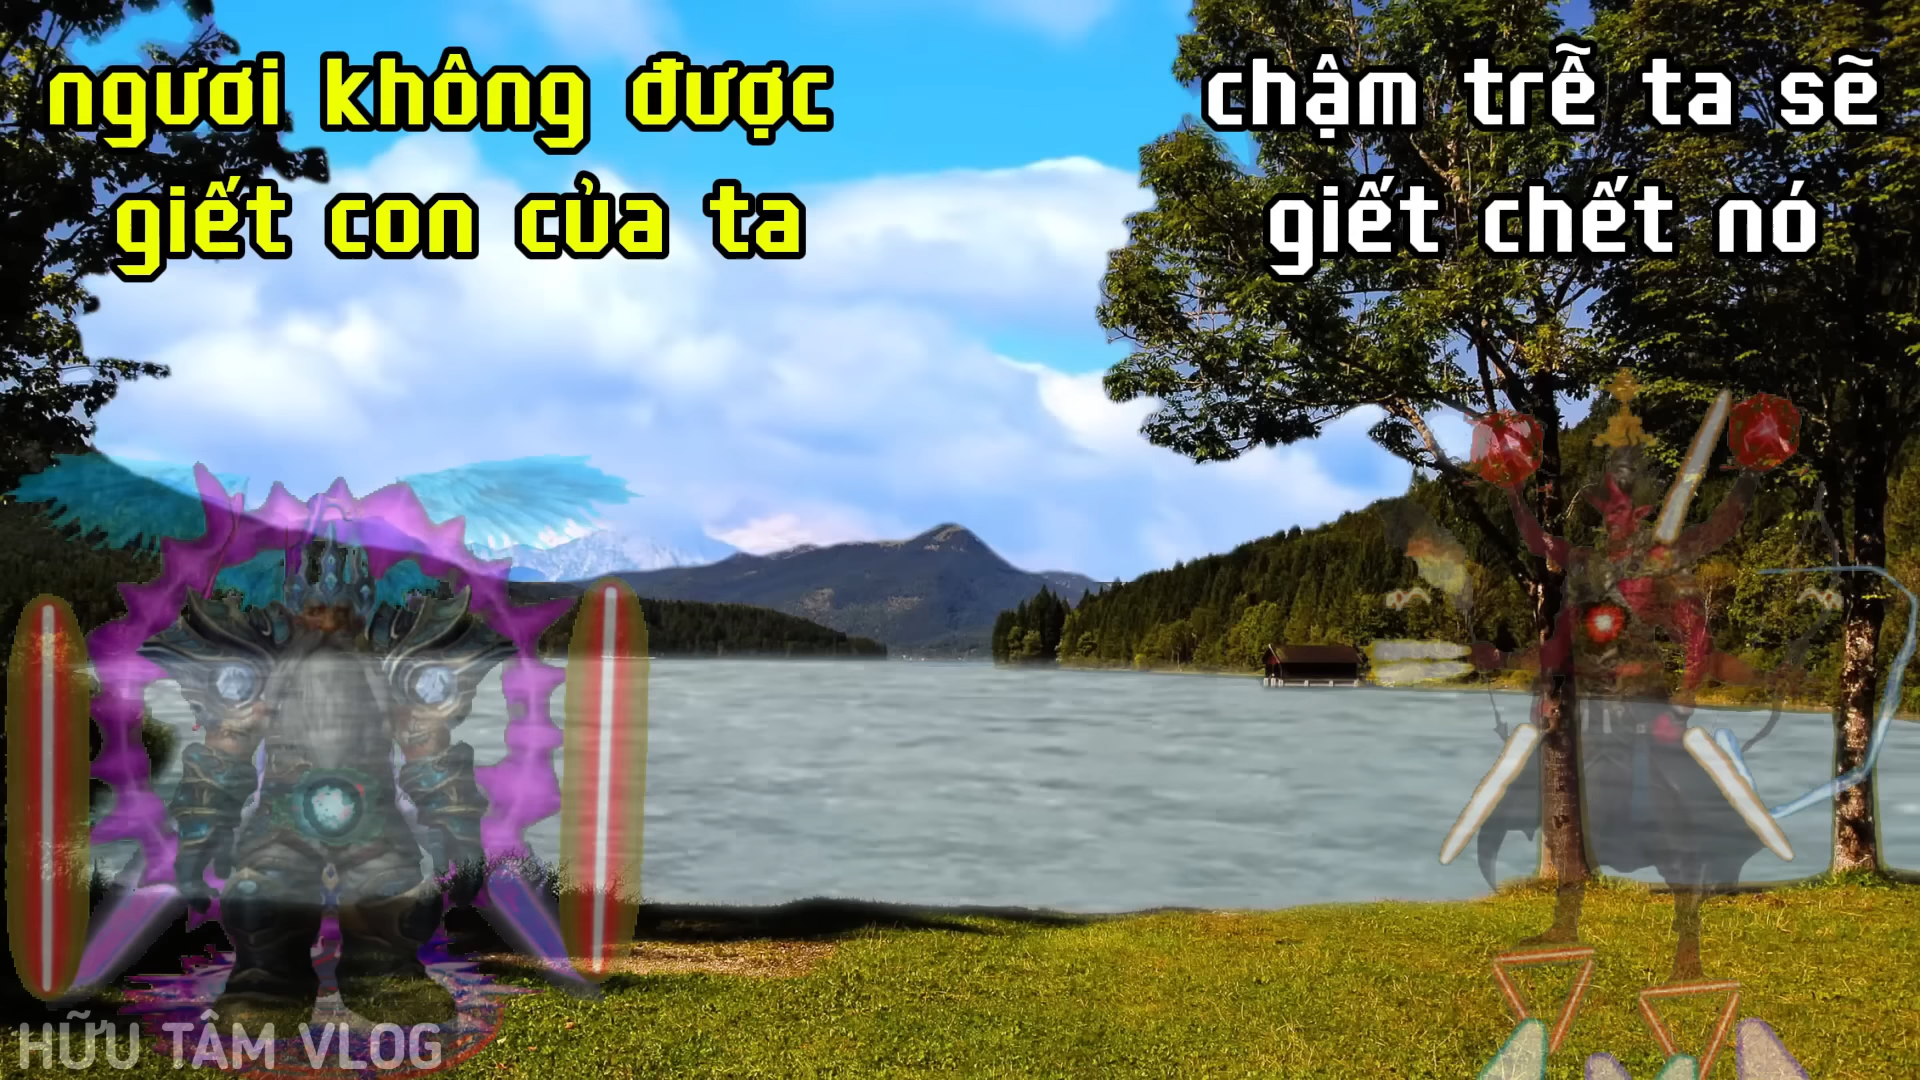 ngươi không được
giết con của ta
chậm trễ ta sẽ
giết chết nó
HỮU TÂM VLOG